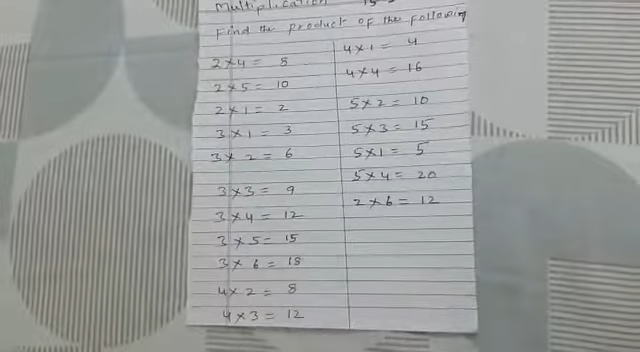 Multiplication
Find the product of the following
2×4 = 8
2×5 = 10
2×1 = 2
3×1 = 3
3×2 = 6
3×3 = 9
3×4 = 12
3×5 = 15
3×6 = 18
4×2 = 8
4×3 = 12
4×1 = 4
4×4 = 16
5×2 = 10
5×3 = 15
5×1 = 5
5×4 = 20
2×6 = 12